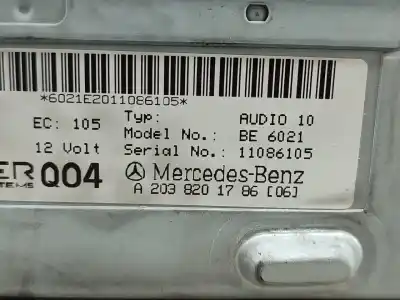 *6021E2011086105*
EC: 105 Typ: AUDIO 10
Model No.: BE 6021
12 Volt Serial No.: 11086105
Q04 Mercedes-Benz
A 203 820 17 86 [06]